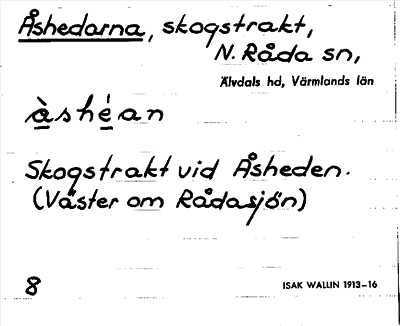 Åshedarna, skogstrakt,
N. Råda sn,
Älvdals hd, Värmlands län
àshéan
Skogstrakt vid Åsheden.
(Väster om Rådasjön)
8
ISAK WALLIN 1913–16